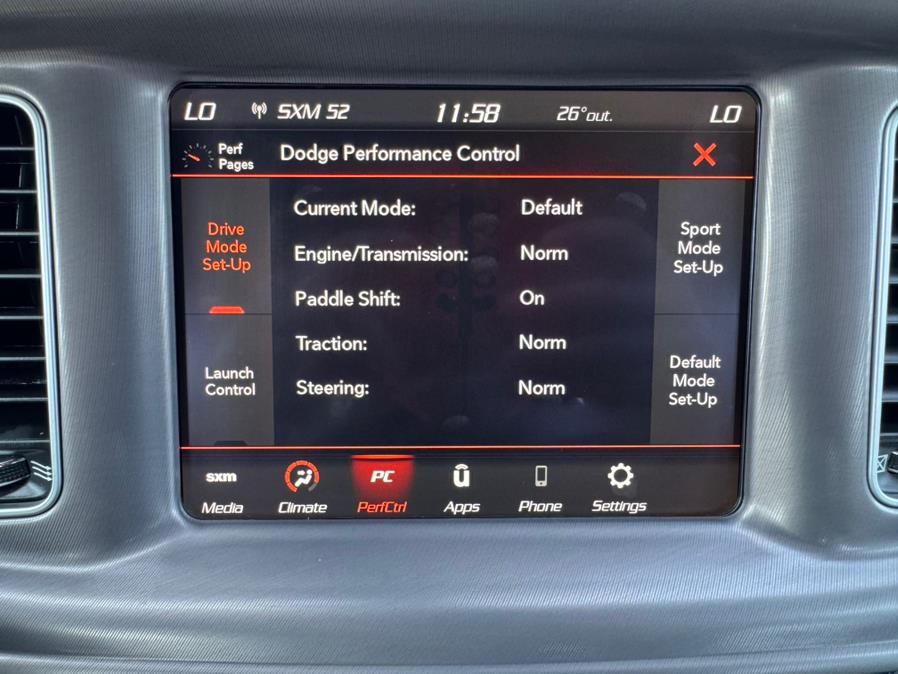 LO SXM 52 11:58 26° out. LO
Perf
Pages
Dodge Performance Control
Drive
Mode
Set-Up
Launch
Control
Current Mode: Default
Engine/Transmission: Norm
Paddle Shift: On
Traction: Norm
Steering: Norm
Sport
Mode
Set-Up
Default
Mode
Set-Up
sxm PC ū
Media Climate PerfCtrl Apps Phone Settings